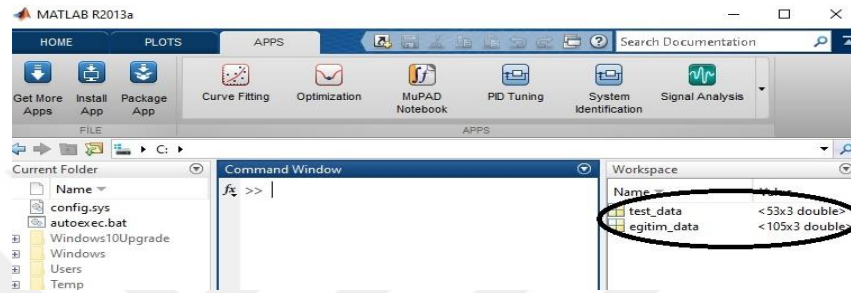 MATLAB R2013a
HOME PLOTS APPS Search Documentation
Get More Apps Install App Package App Curve Fitting Optimization MuPAD Notebook PID Tuning System Identification Signal Analysis
FILE APPS
C:
Current Folder Command Window Workspace
Name fx >> Name Value
config.sys test_data <53x3 double>
autoexec.bat egitim_data <105x3 double>
Windows10Upgrade
Windows
Users
Temp